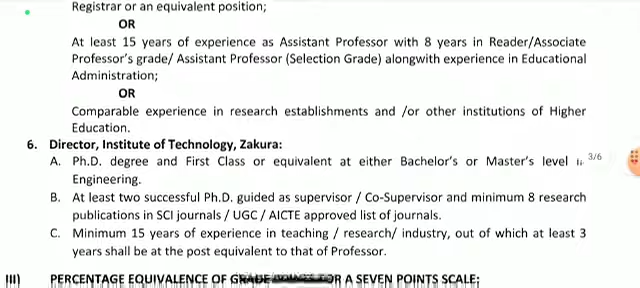 Registrar or an equivalent position;
OR
At least 15 years of experience as Assistant Professor with 8 years in Reader/Associate
Professor's grade/ Assistant Professor (Selection Grade) alongwith experience in Educational
Administration;
OR
Comparable experience in research establishments and /or other institutions of Higher
Education.
6. Director, Institute of Technology, Zakura:
A. Ph.D. degree and First Class or equivalent at either Bachelor's or Master's level
3/6
Engineering.
B. At least two successful Ph.D. guided as supervisor / Co-Supervisor and minimum 8 research
publications in SCI journals / UGC / AICTE approved list of journals.
C. Minimum 15 years of experience in teaching / research/ industry, out of which at least 3
years shall be at the post equivalent to that of Professor.
III) PERCENTAGE EQUIVALENCE OF GRADE FOR A SEVEN POINTS SCALE: